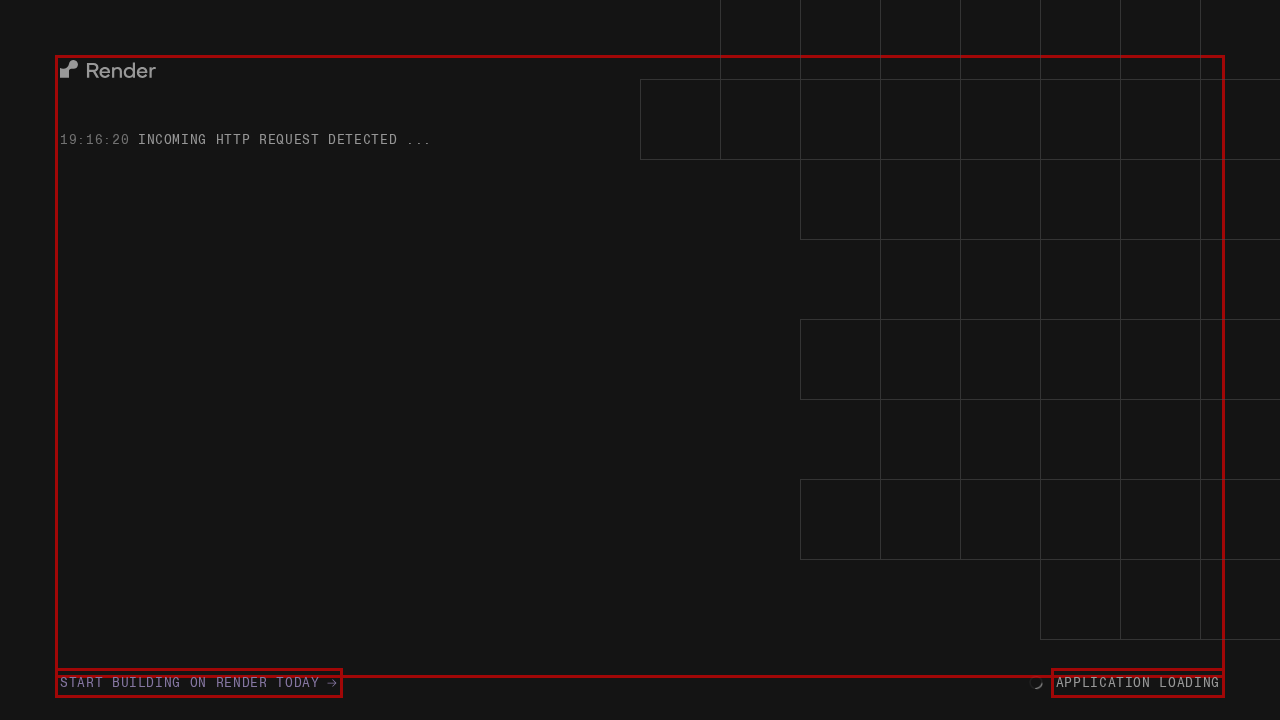 Render
19:16:20 INCOMING HTTP REQUEST DETECTED ...
START BUILDING ON RENDER TODAY →
APPLICATION LOADING